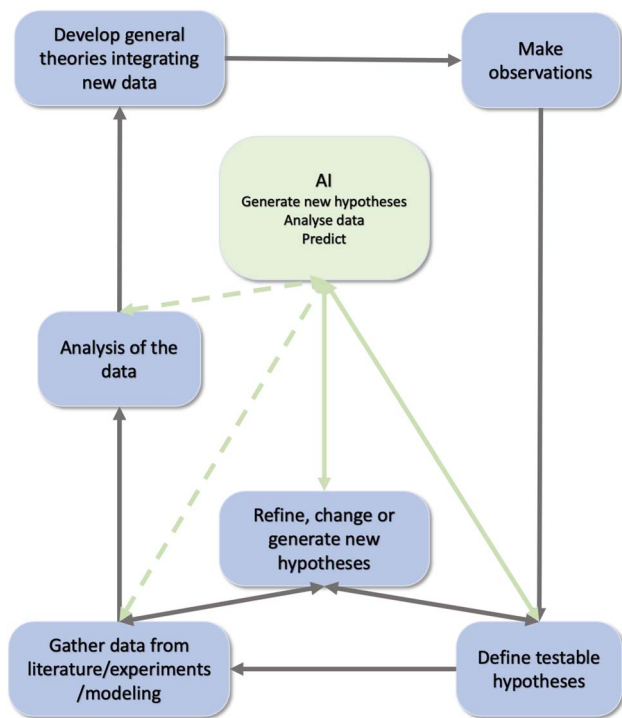 Develop general
theories integrating
new data
Make
observations
AI
Generate new hypotheses
Analyse data
Predict
Analysis of the
data
Refine, change or
generate new
hypotheses
Gather data from
literature/experiments
/modeling
Define testable
hypotheses